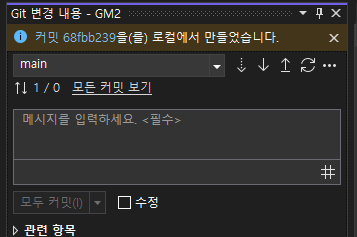 Git 변경 내용 - GM2
커밋 68fbb239을(를) 로컬에서 만들었습니다.
main
1 / 0 모든 커밋 보기
메시지를 입력하세요. <필수>
모두 커밋(I) 수정
관련 항목